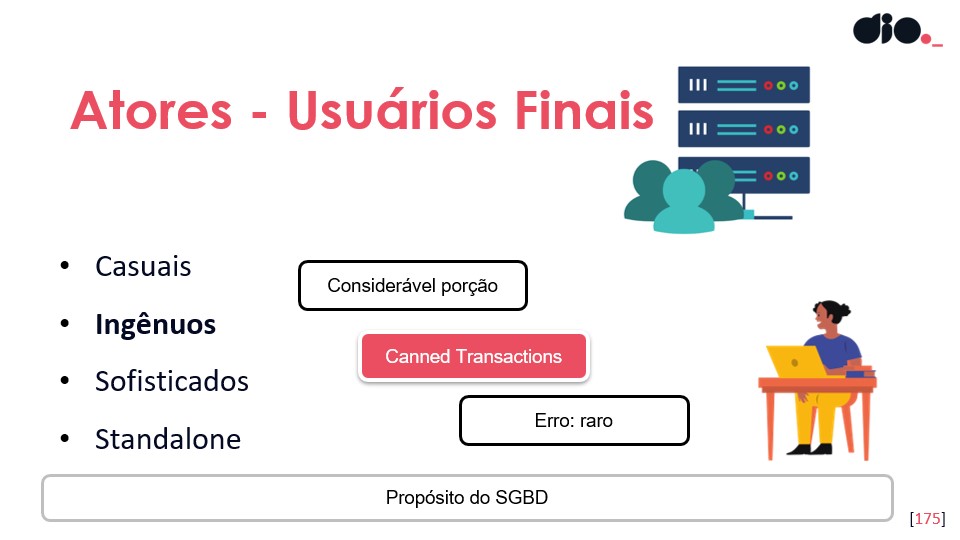 dio._
Atores - Usuários Finais
• Casuais
• Ingênuos
• Sofisticados
• Standalone
Considerável porção
Canned Transactions
Erro: raro
Propósito do SGBD
[175]